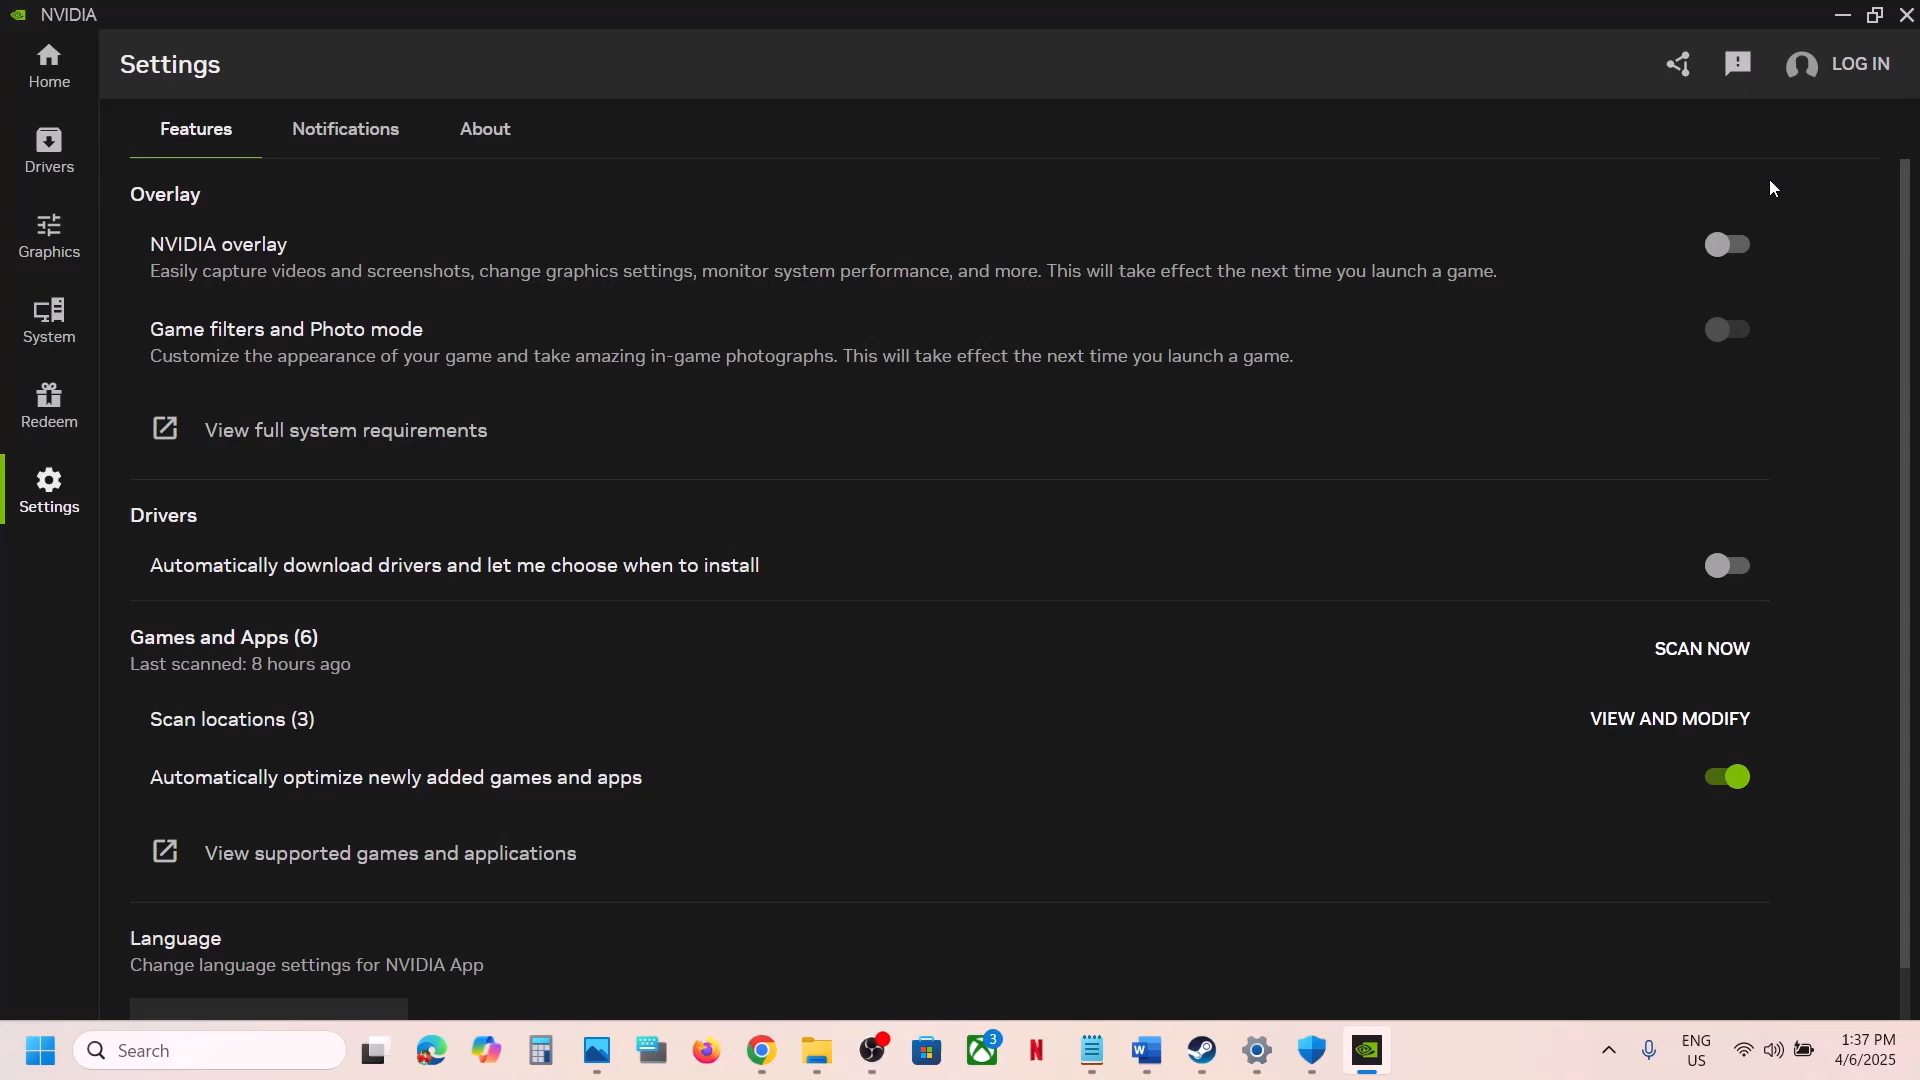 NVIDIA
Home
Drivers
Graphics
System
Redeem
Settings
Settings
LOG IN
Features
Notifications
About
Overlay
NVIDIA overlay
Easily capture videos and screenshots, change graphics settings, monitor system performance, and more. This will take effect the next time you launch a game.
Game filters and Photo mode
Customize the appearance of your game and take amazing in-game photographs. This will take effect the next time you launch a game.
View full system requirements
Drivers
Automatically download drivers and let me choose when to install
Games and Apps (6)
Last scanned: 8 hours ago
SCAN NOW
Scan locations (3)
VIEW AND MODIFY
Automatically optimize newly added games and apps
View supported games and applications
Language
Change language settings for NVIDIA App
Search
3
N
W
ENG
US
1:37 PM
4/6/2025